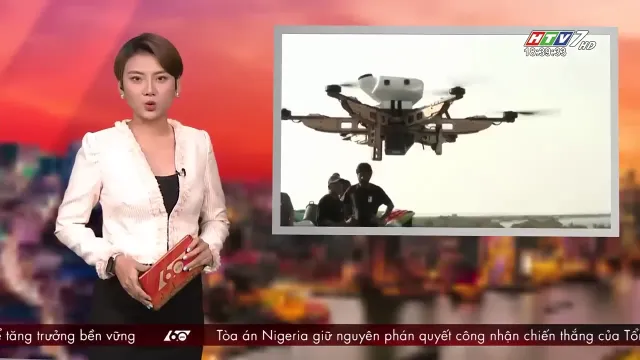 HTV7 HD
18:39:33
ể tăng trưởng bền vững
Tòa án Nigeria giữ nguyên phán quyết công nhận chiến thắng của Tổ